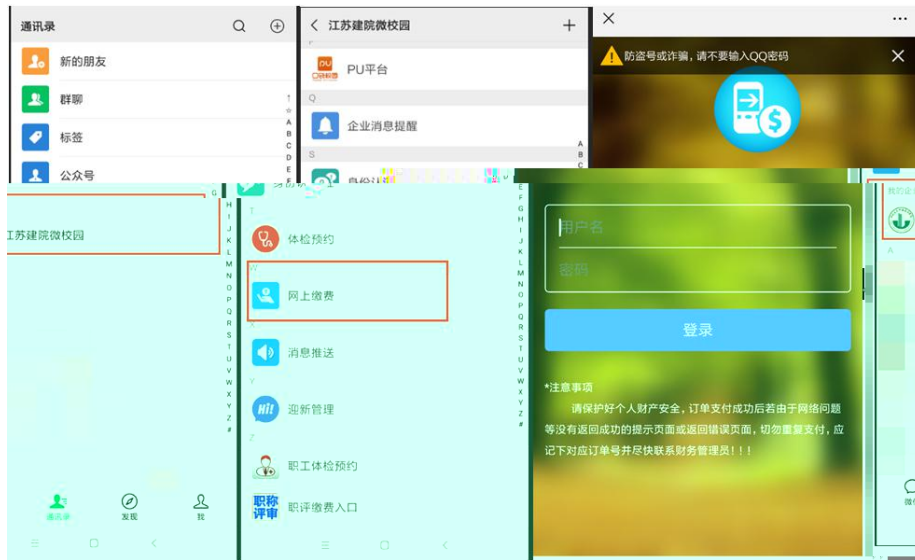 通讯录
新的朋友
群聊
标签
公众号
江苏建院微校园
通讯录
发现
我
江苏建院微校园
PU平台
Q
企业消息提醒
S
T
体检预约
W
网上缴费
X
消息推送
Y
Hi!
迎新管理
Z
职工体检预约
职称
评审
职评缴费入口
防盗号或诈骗，请不要输入QQ密码
用户名
密码
登录
*注意事项
请保护好个人财产安全，订单支付成功后若由于网络问题
等没有返回成功的提示页面或返回错误页面，切勿重复支付，应
记下对应订单号并尽快联系财务管理员！！！
A